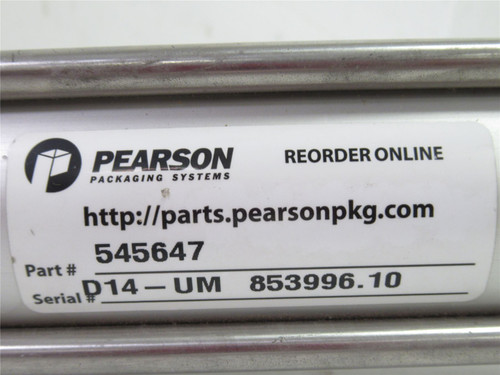 PEARSON REORDER ONLINE
PACKAGING SYSTEMS
http://parts.pearsonpkg.com
Part # 545647
Serial # D14-UM 853996.10